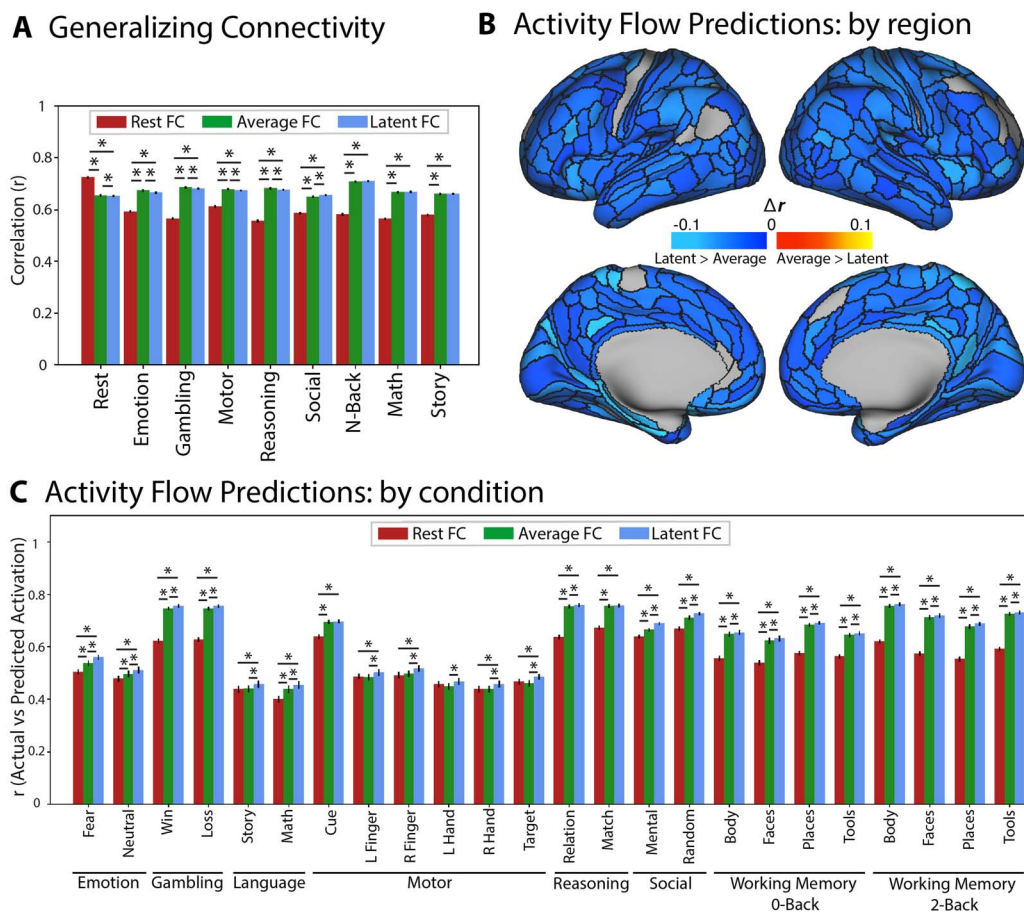 A Generalizing Connectivity
Correlation (r)
1
0.8
0.6
0.4
0.2
0
Rest FC Average FC Latent FC
* * *
* * * *
* * * *
* * * *
* * * *
* * * *
* *
* *
* *
Rest
Emotion
Gambling
Motor
Reasoning
Social
N-Back
Math
Story
B Activity Flow Predictions: by region
Δr
-0.1 0 0.1
Latent > Average Average > Latent
C Activity Flow Predictions: by condition
r (Actual vs Predicted Activation)
1
0.8
0.6
0.4
0.2
0
Rest FC Average FC Latent FC
Fear
Neutral
Win
Loss
Story
Math
Cue
L Finger
R Finger
L Hand
R Hand
Target
Relation
Match
Mental
Random
Body
Faces
Places
Tools
Body
Faces
Places
Tools
Emotion Gambling Language Motor Reasoning Social Working Memory Working Memory
0-Back 2-Back